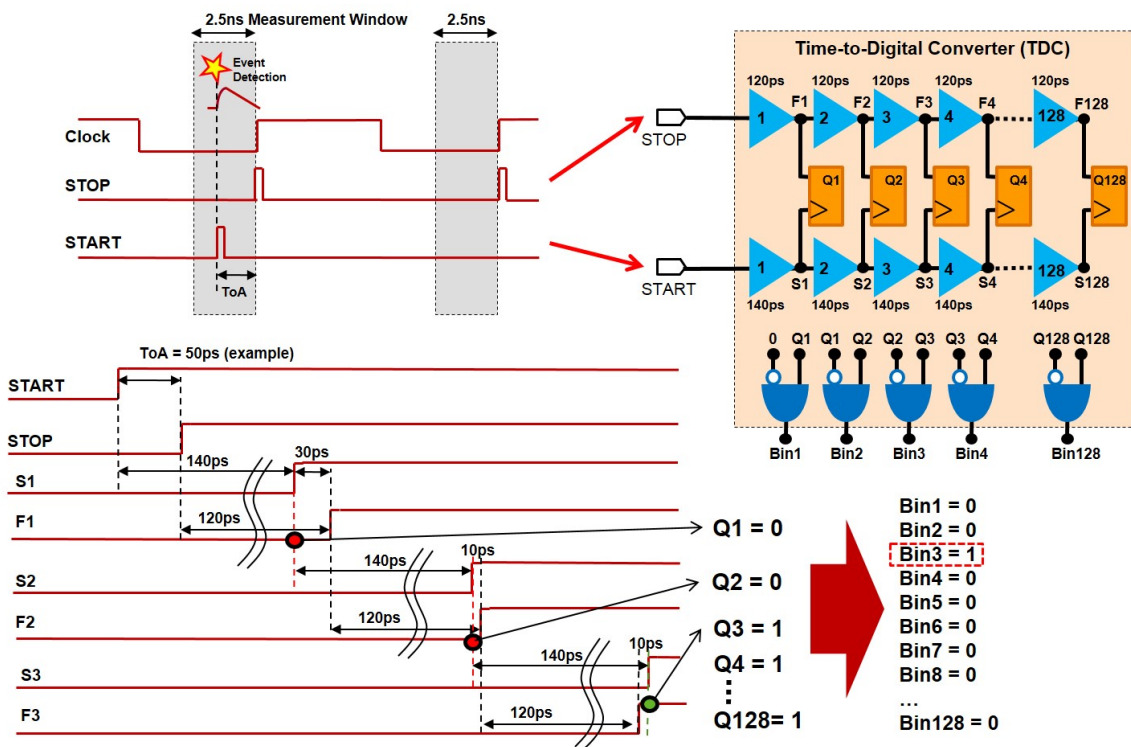 2.5ns Measurement Window
2.5ns
Event
Detection
Clock
STOP
START
ToA
Time-to-Digital Converter (TDC)
120ps 120ps 120ps 120ps 120ps
1 F1 2 F2 3 F3 4 F4 128 F128
STOP
Q1 Q2 Q3 Q4 Q128
START
1 2 3 4 128
S1 S2 S3 S4 S128
140ps 140ps 140ps 140ps 140ps
0 Q1 Q1 Q2 Q2 Q3 Q3 Q4 Q128 Q128
Bin1 Bin2 Bin3 Bin4 Bin128
ToA = 50ps (example)
START
STOP
140ps
30ps
S1
120ps
F1
Q1 = 0
10ps
140ps
S2
Q2 = 0
120ps
F2
Q3 = 1
10ps
140ps
S3
Q4 = 1
120ps
F3
Q128= 1
Bin1 = 0
Bin2 = 0
Bin3 = 1
Bin4 = 0
Bin5 = 0
Bin6 = 0
Bin7 = 0
Bin8 = 0
...
Bin128 = 0